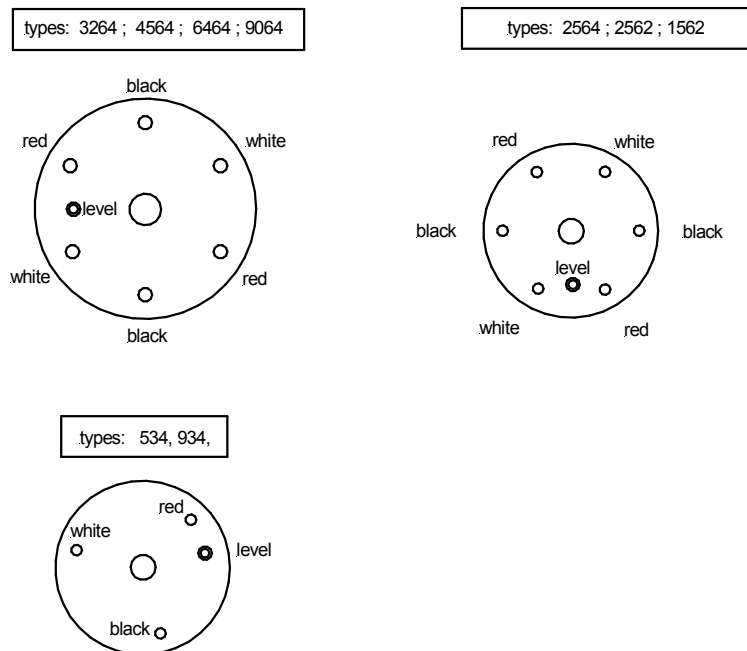 types: 3264 ; 4564 ; 6464 ; 9064
black
red
white
level
white
red
black
types: 2564 ; 2562 ; 1562
red
white
black
black
level
white
red
types: 534, 934,
red
white
level
black